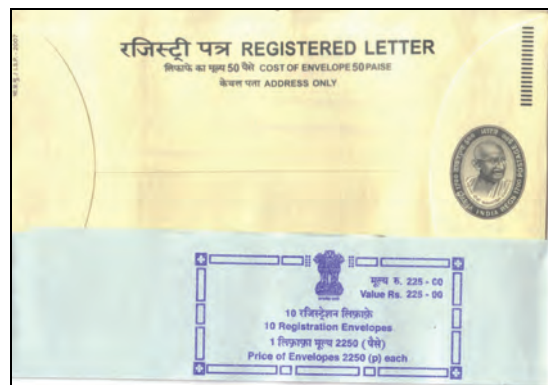 रजिस्ट्री पत्र REGISTERED LETTER
लिफाफे का मूल्य 50 पैसे COST OF ENVELOPE 50 PAISE
केवल पता ADDRESS ONLY
मूल्य रु. 225 - 00
Value Rs. 225 - 00
10 रजिस्ट्रेशन लिफ़ाफ़े
10 Registration Envelopes
1 लिफ़ाफ़ा मूल्य 2250 (पैसे)
Price of Envelopes 2250 (p) each